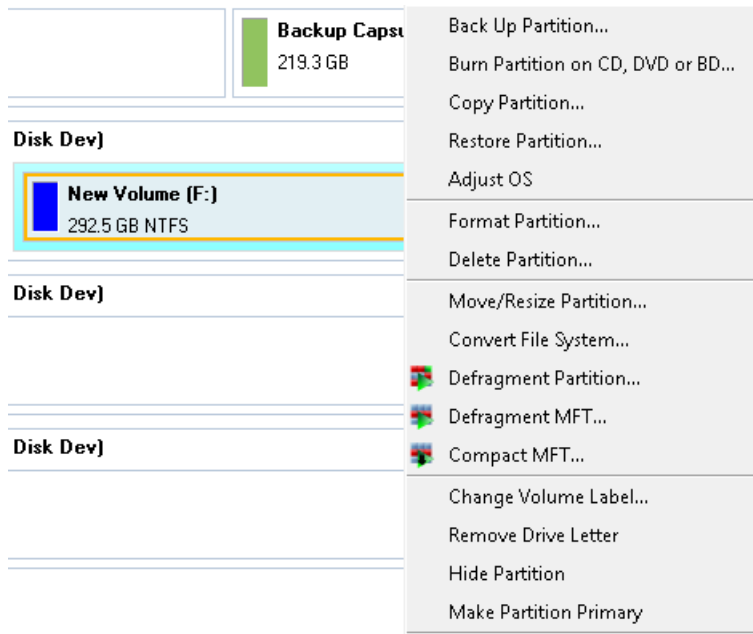 Backup Capsu
219.3 GB
Disk Dev)
New Volume (F:)
292.5 GB NTFS
Disk Dev)
Disk Dev)
Back Up Partition...
Burn Partition on CD, DVD or BD...
Copy Partition...
Restore Partition...
Adjust OS
Format Partition...
Delete Partition...
Move/Resize Partition...
Convert File System...
Defragment Partition...
Defragment MFT...
Compact MFT...
Change Volume Label...
Remove Drive Letter
Hide Partition
Make Partition Primary